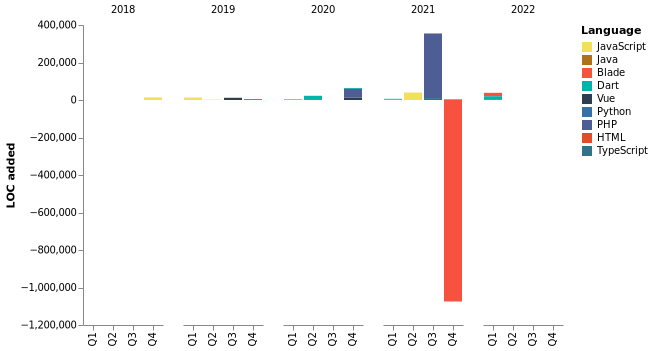 2018 2019 2020 2021 2022
400,000
200,000
0
−200,000
−400,000
−600,000
−800,000
−1,000,000
−1,200,000
LOC added
Q1 Q2 Q3 Q4 Q1 Q2 Q3 Q4 Q1 Q2 Q3 Q4 Q1 Q2 Q3 Q4 Q1 Q2 Q3 Q4
Language
JavaScript
Java
Blade
Dart
Vue
Python
PHP
HTML
TypeScript